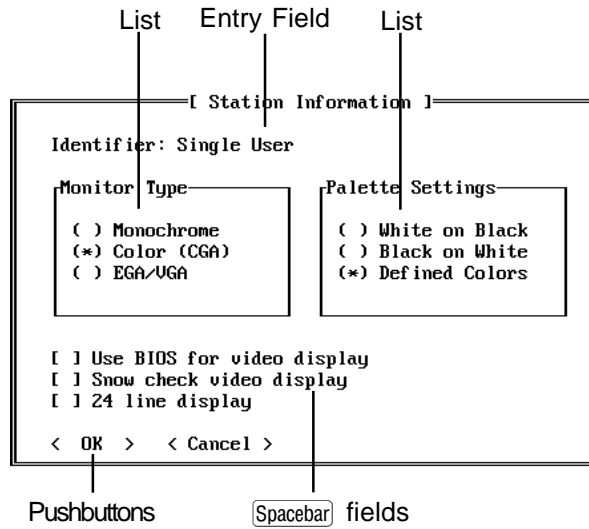 List Entry Field List
[ Station Information ]
Identifier: Single User
Monitor Type Palette Settings
( ) Monochrome ( ) White on Black
(*) Color (CGA) ( ) Black on White
( ) EGA/VGA (*) Defined Colors
[ ] Use BIOS for video display
[ ] Snow check video display
[ ] 24 line display
< OK > < Cancel >
Pushbuttons Spacebar fields